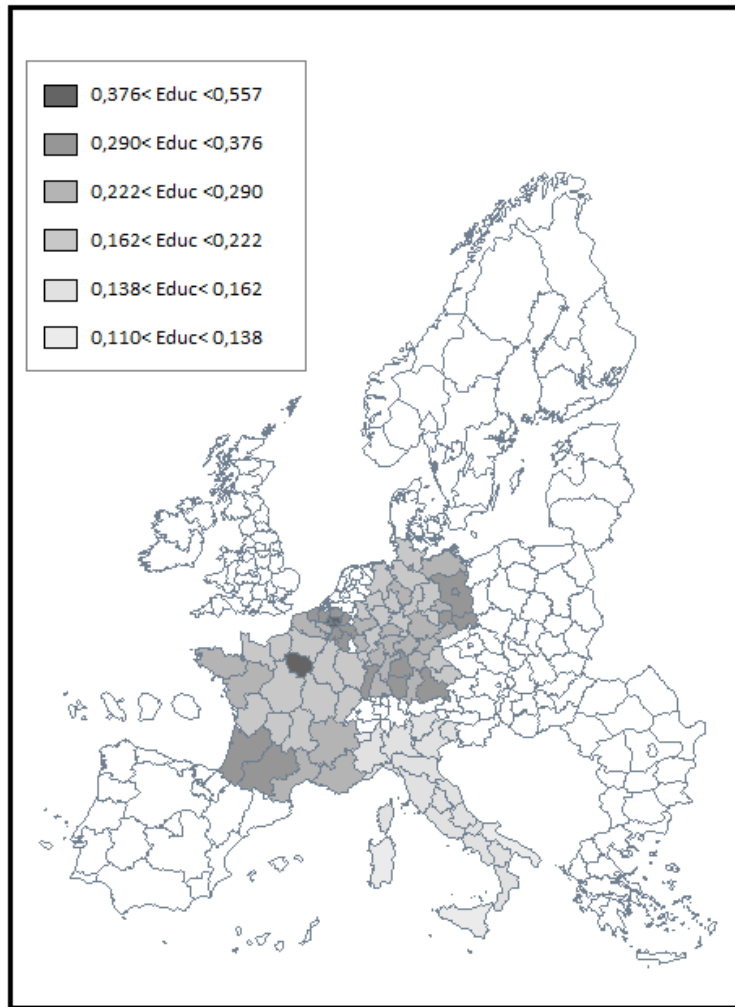 0,376< Educ <0,557
0,290< Educ <0,376
0,222< Educ <0,290
0,162< Educ <0,222
0,138< Educ< 0,162
0,110< Educ< 0,138